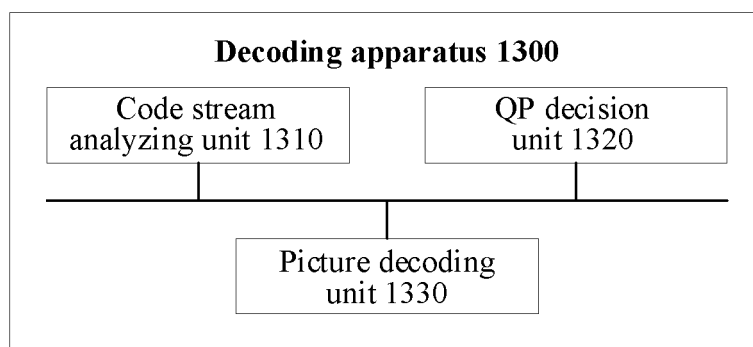 Decoding apparatus 1300
Code stream
analyzing unit 1310
QP decision
unit 1320
Picture decoding
unit 1330